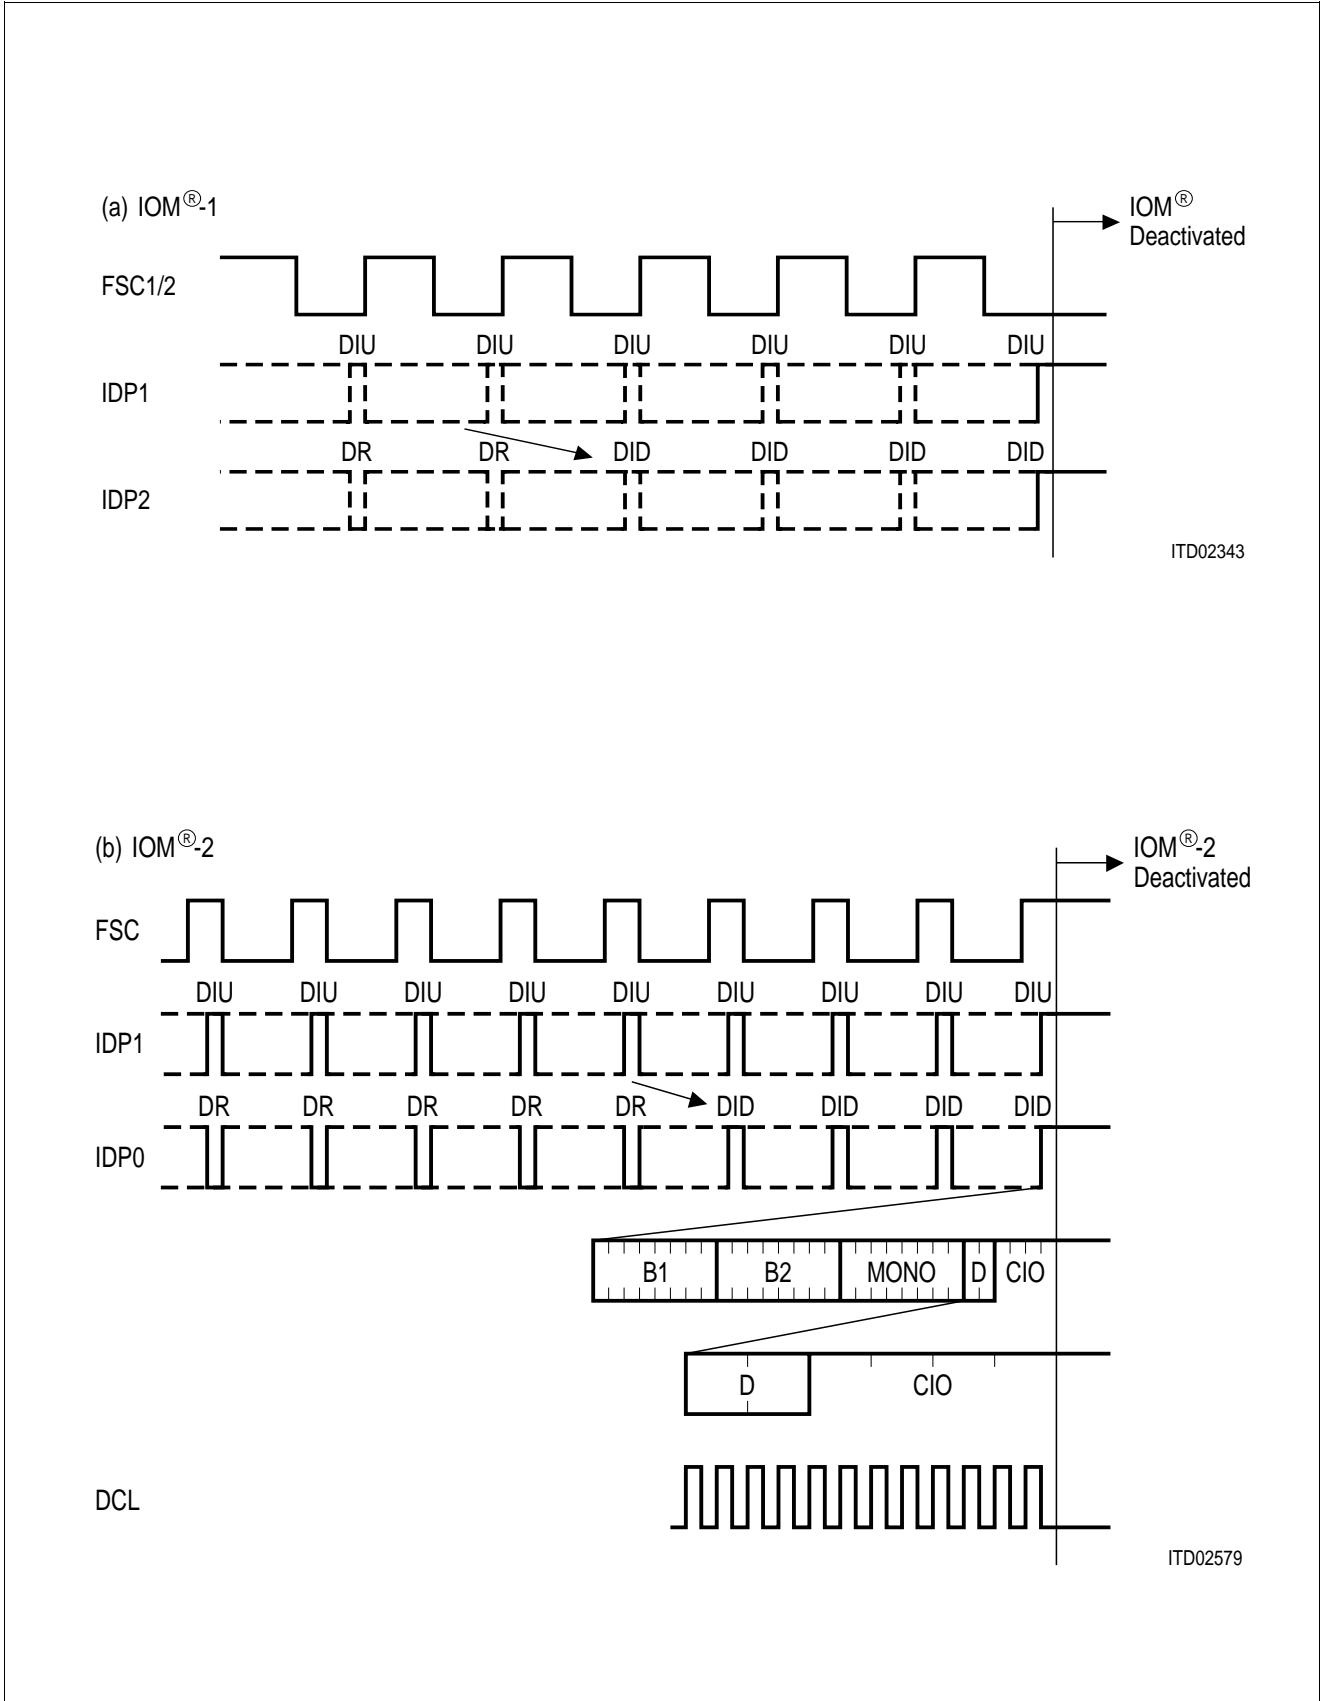 (a) IOM®-1
IOM®
Deactivated
FSC1/2
DIU DIU DIU DIU DIU DIU
IDP1
DR DR DID DID DID DID
IDP2
ITD02343
(b) IOM®-2
IOM®-2
Deactivated
FSC
DIU DIU DIU DIU DIU DIU DIU DIU DIU
IDP1
DR DR DR DR DR DID DID DID DID
IDP0
B1 B2 MONO D CIO
D CIO
DCL
ITD02579